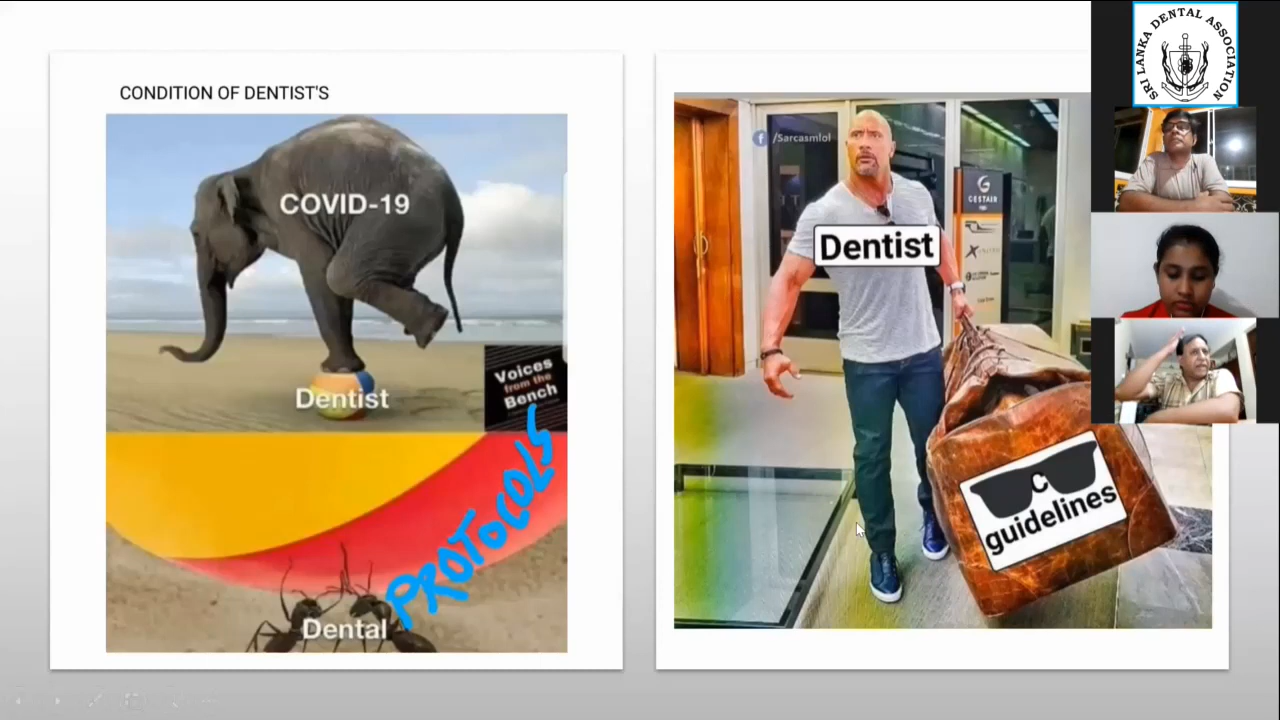 CONDITION OF DENTIST'S
COVID-19
Dentist
Voices
from the
Bench
PROTOCOLS
Dental
/Sarcasmlol
G
GESTAIR
Dentist
C
guidelines
SRI LANKA DENTAL ASSOCIATION